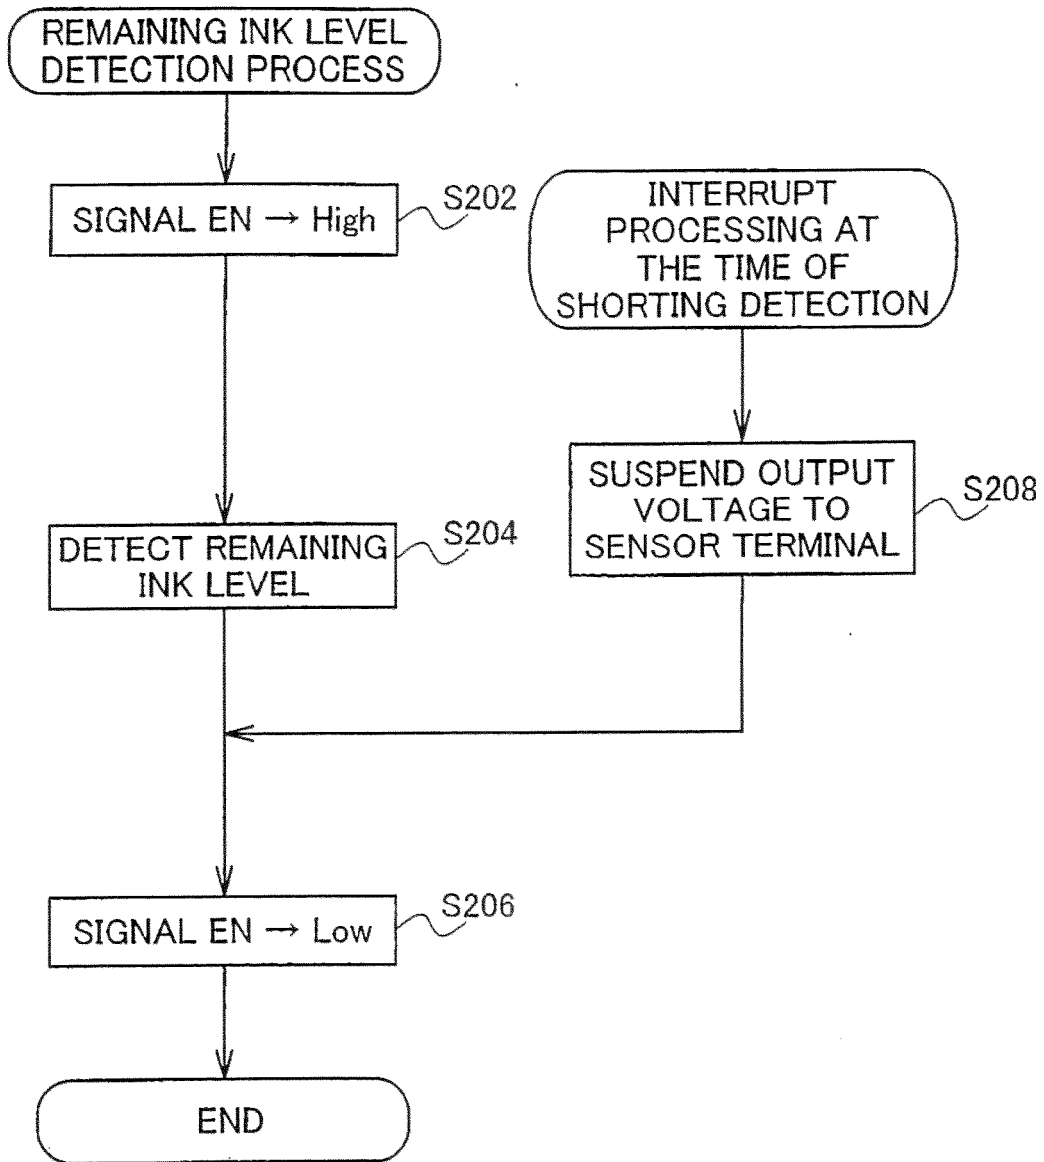 REMAINING INK LEVEL
DETECTION PROCESS
SIGNAL EN → High
S202
INTERRUPT
PROCESSING AT
THE TIME OF
SHORTING DETECTION
DETECT REMAINING
INK LEVEL
S204
SUSPEND OUTPUT
VOLTAGE TO
SENSOR TERMINAL
S208
SIGNAL EN → Low
S206
END